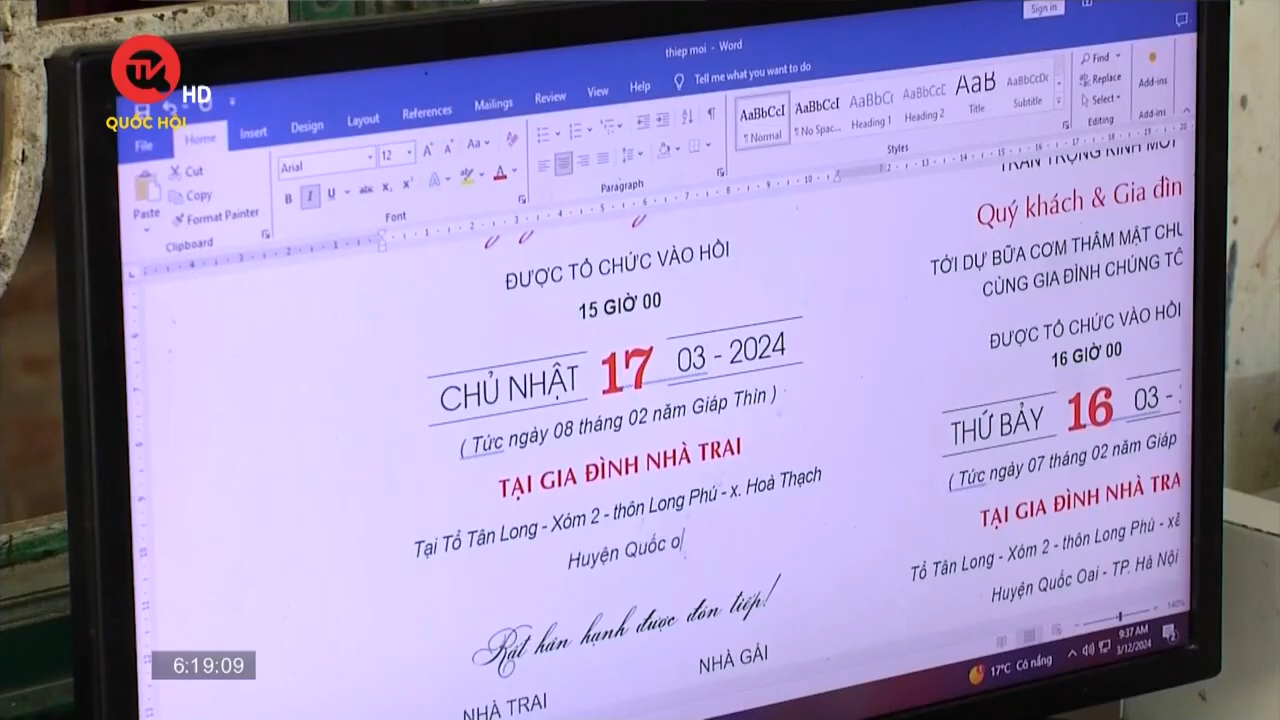 Sign in
thiep moi - Word
TV
HD
QUỐC HỘI
File
Home
Insert
Design
Layout
References
Mailings
Review
View
Help
Tell me what you want to do
Paste
Cut
Copy
Format Painter
Clipboard
Arial
12
Font
Paragraph
AaBbCcI
¶ Normal
AaBbCcI
¶ No Spac...
AaBbCc
Heading 1
AaBbCcC
Heading 2
AaB
Title
AaBbCcDc
Subtitle
Styles
Find
Replace
Select
Editing
Add-ins
Add-ins
ĐƯỢC TỔ CHỨC VÀO HỒI
15 GIỜ 00
CHỦ NHẬT 17 03 - 2024
( Tức ngày 08 tháng 02 năm Giáp Thìn )
TẠI GIA ĐÌNH NHÀ TRAI
Tại Tổ Tân Long - Xóm 2 - thôn Long Phú - x. Hoà Thạch
Huyện Quốc o
Rất hân hạnh được đón tiếp!
NHÀ TRAI
NHÀ GÁI
TRÂN TRỌNG KÍNH MỜI
Quý khách & Gia đìn
TỚI DỰ BỮA CƠM THÂM MẬT CHU
CÙNG GIA ĐÌNH CHÚNG TÔ
ĐƯỢC TỔ CHỨC VÀO HỒI
16 GIỜ 00
THỨ BẢY 16 03 -
( Tức ngày 07 tháng 02 năm Giáp
TẠI GIA ĐÌNH NHÀ TRA
Tổ Tân Long - Xóm 2 - thôn Long Phú - xã
Huyện Quốc Oai - TP. Hà Nội
140%
17°C Có nắng
9:37 AM
3/12/2024
6:19:09